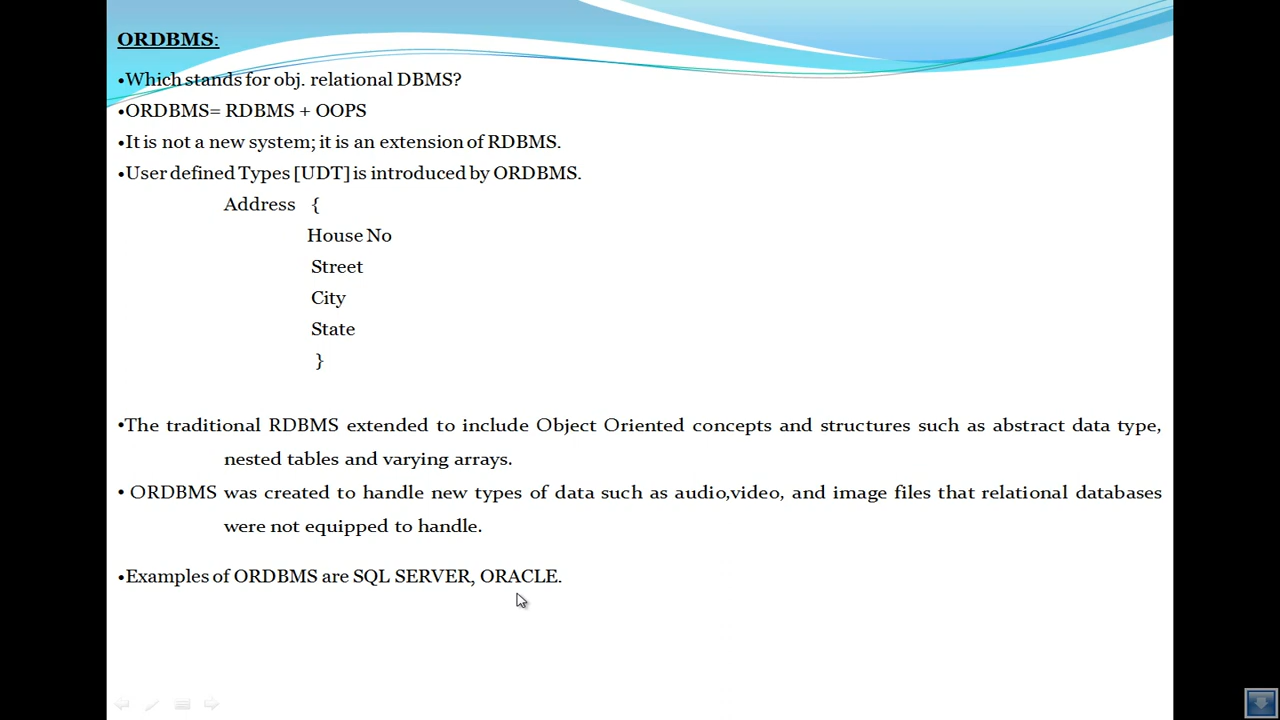 ORDBMS:
•Which stands for obj. relational DBMS?
•ORDBMS= RDBMS + OOPS
•It is not a new system; it is an extension of RDBMS.
•User defined Types [UDT] is introduced by ORDBMS.
Address {
House No
Street
City
State
}
•The traditional RDBMS extended to include Object Oriented concepts and structures such as abstract data type,
nested tables and varying arrays.
• ORDBMS was created to handle new types of data such as audio,video, and image files that relational databases
were not equipped to handle.
•Examples of ORDBMS are SQL SERVER, ORACLE.